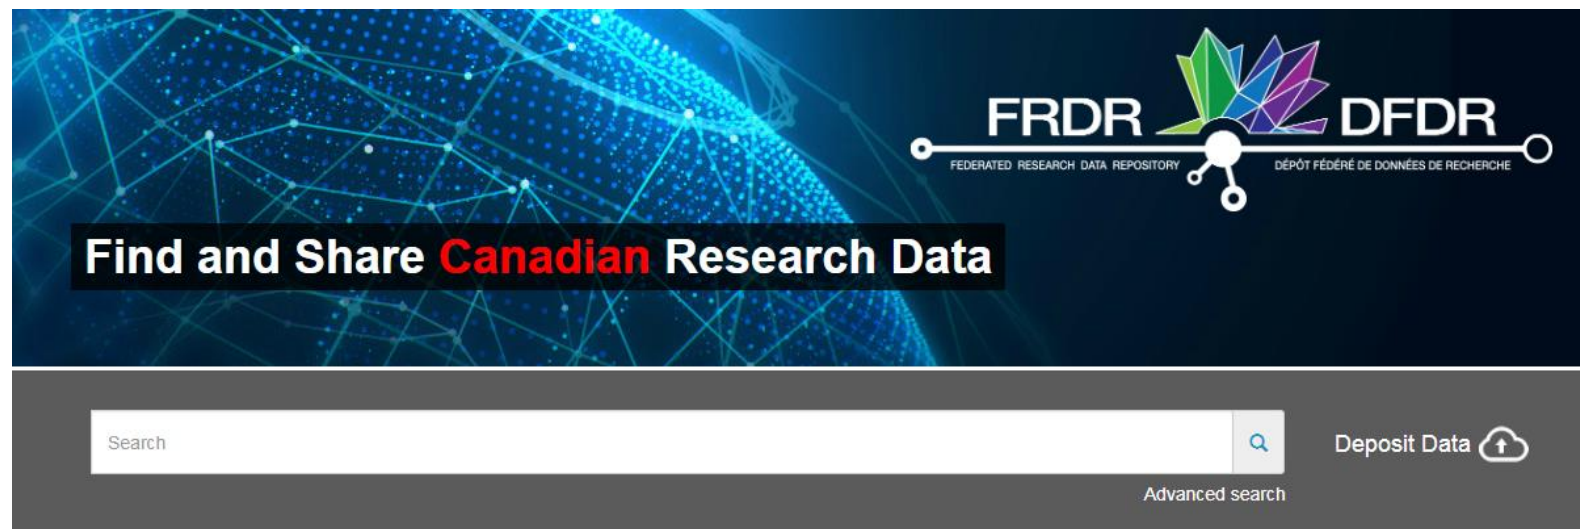 FRDR DFDR
FEDERATED RESEARCH DATA REPOSITORY DÉPÔT FÉDÉRÉ DE DONNÉES DE RECHERCHE
Find and Share Canadian Research Data
Search
Deposit Data
Advanced search